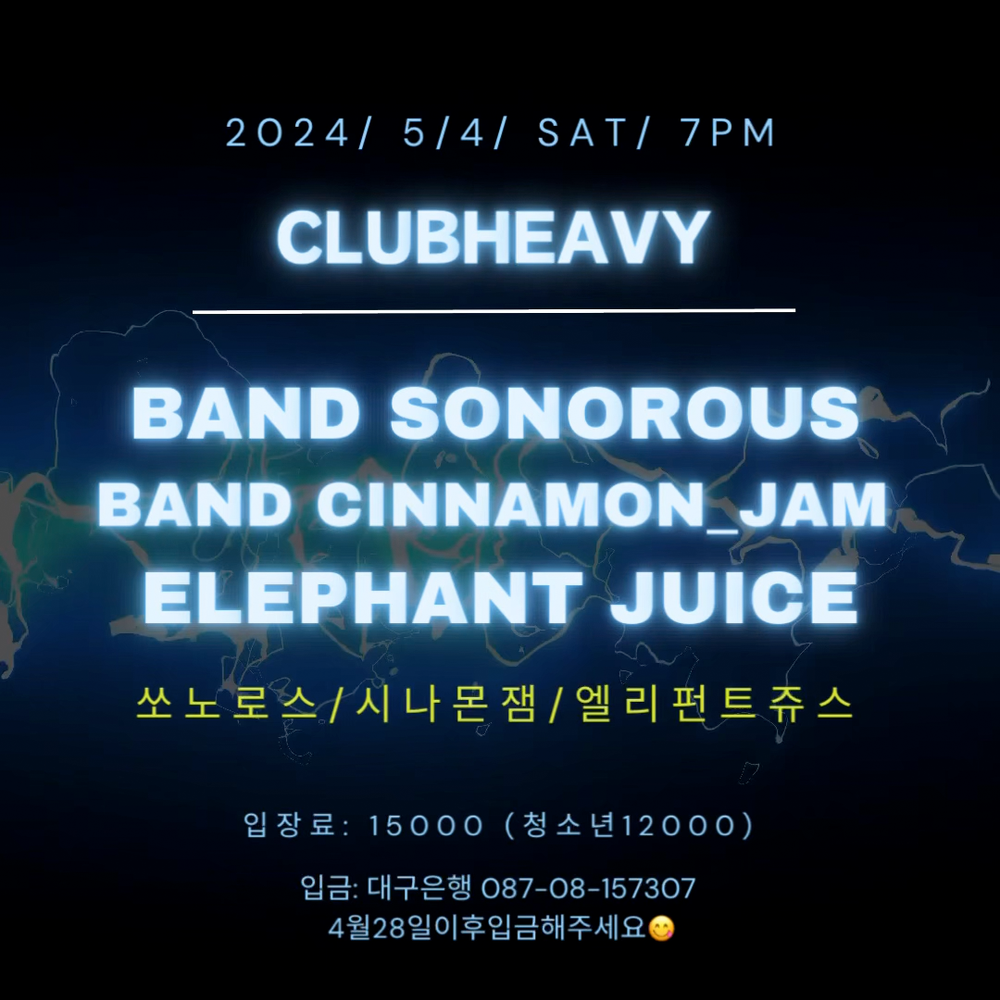 2024/ 5/4/ SAT/ 7PM
CLUBHEAVY
BAND SONOROUS
BAND CINNAMON_JAM
ELEPHANT JUICE
쏘노로스/시나몬잼/엘리펀트쥬스
입장료: 15000 (청소년12000)
입금: 대구은행 087-08-157307
4월28일이후입금해주세요😋